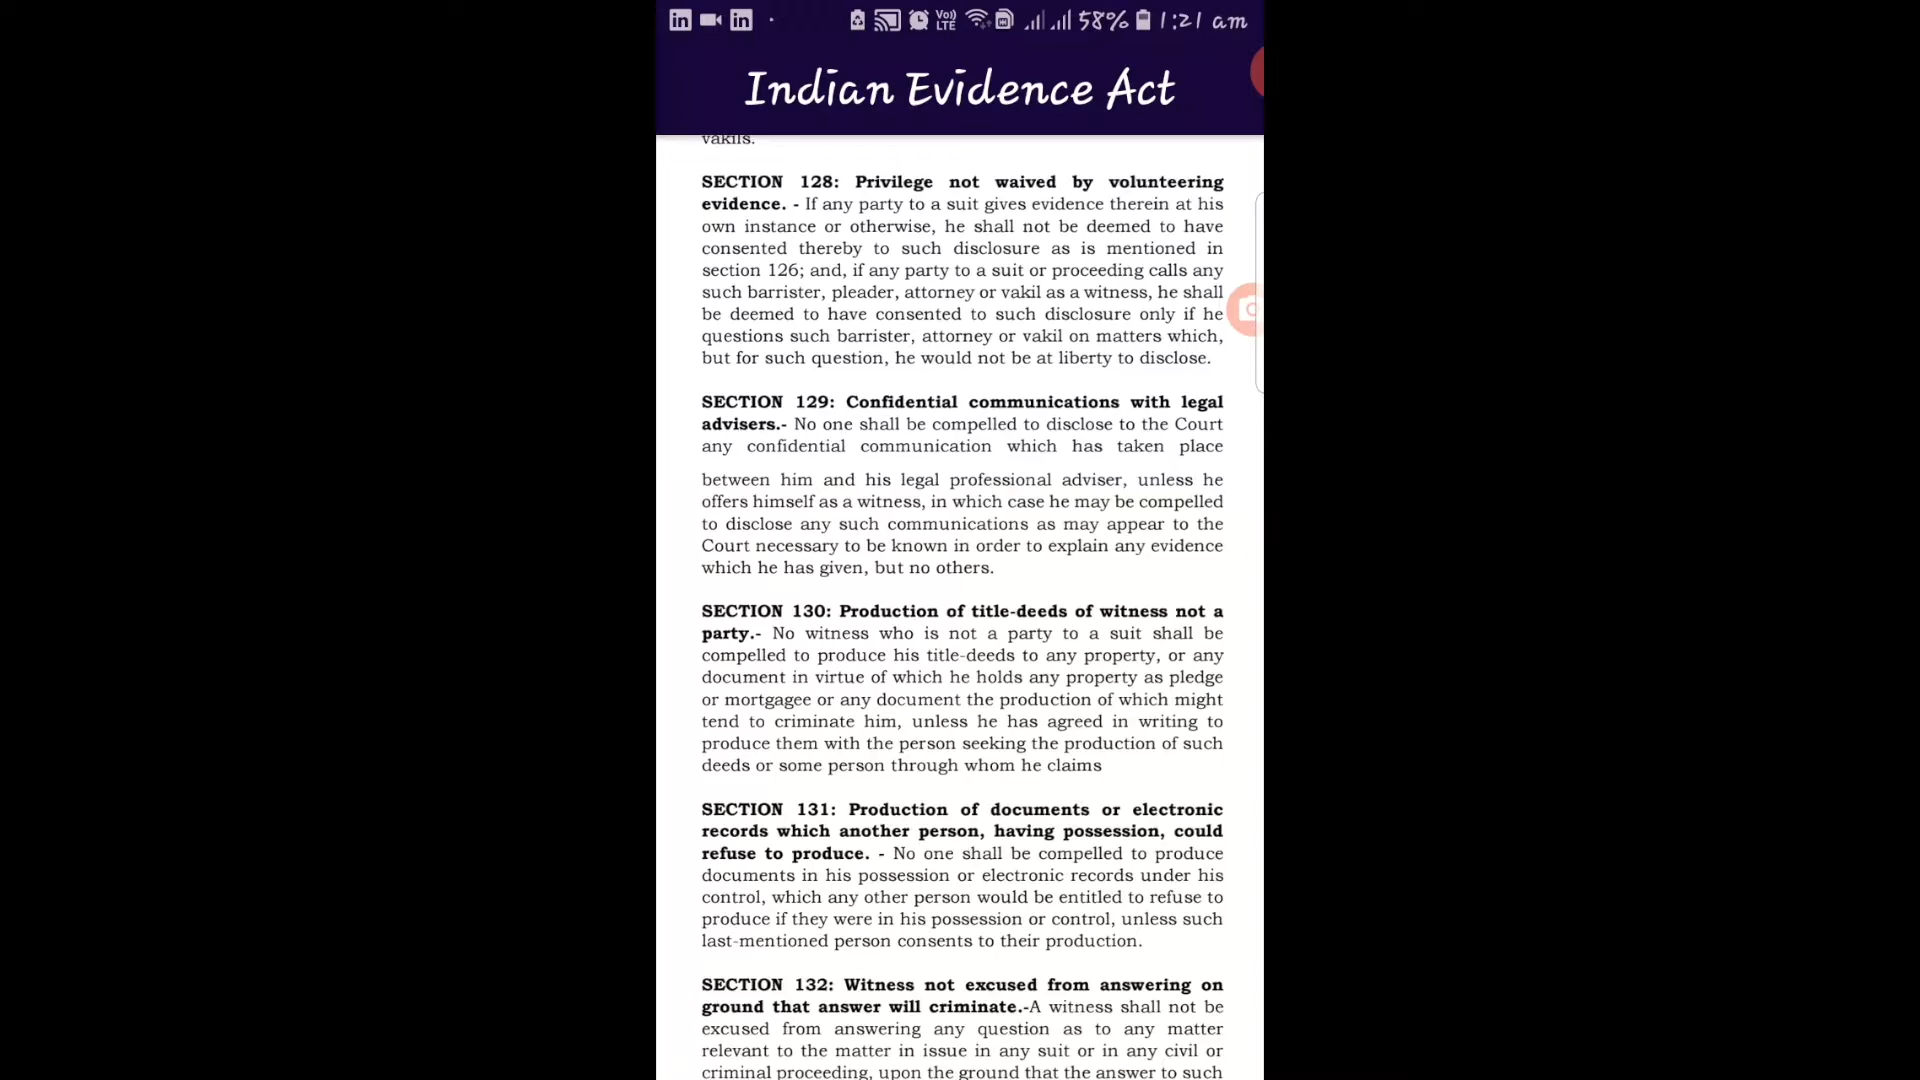 58% 1:21 am
Indian Evidence Act
vakils.
SECTION 128: Privilege not waived by volunteering
evidence. - If any party to a suit gives evidence therein at his
own instance or otherwise, he shall not be deemed to have
consented thereby to such disclosure as is mentioned in
section 126; and, if any party to a suit or proceeding calls any
such barrister, pleader, attorney or vakil as a witness, he shall
be deemed to have consented to such disclosure only if he
questions such barrister, attorney or vakil on matters which,
but for such question, he would not be at liberty to disclose.
SECTION 129: Confidential communications with legal
advisers.- No one shall be compelled to disclose to the Court
any confidential communication which has taken place
between him and his legal professional adviser, unless he
offers himself as a witness, in which case he may be compelled
to disclose any such communications as may appear to the
Court necessary to be known in order to explain any evidence
which he has given, but no others.
SECTION 130: Production of title-deeds of witness not a
party.- No witness who is not a party to a suit shall be
compelled to produce his title-deeds to any property, or any
document in virtue of which he holds any property as pledge
or mortgagee or any document the production of which might
tend to criminate him, unless he has agreed in writing to
produce them with the person seeking the production of such
deeds or some person through whom he claims
SECTION 131: Production of documents or electronic
records which another person, having possession, could
refuse to produce. - No one shall be compelled to produce
documents in his possession or electronic records under his
control, which any other person would be entitled to refuse to
produce if they were in his possession or control, unless such
last-mentioned person consents to their production.
SECTION 132: Witness not excused from answering on
ground that answer will criminate.-A witness shall not be
excused from answering any question as to any matter
relevant to the matter in issue in any suit or in any civil or
criminal proceeding, upon the ground that the answer to such